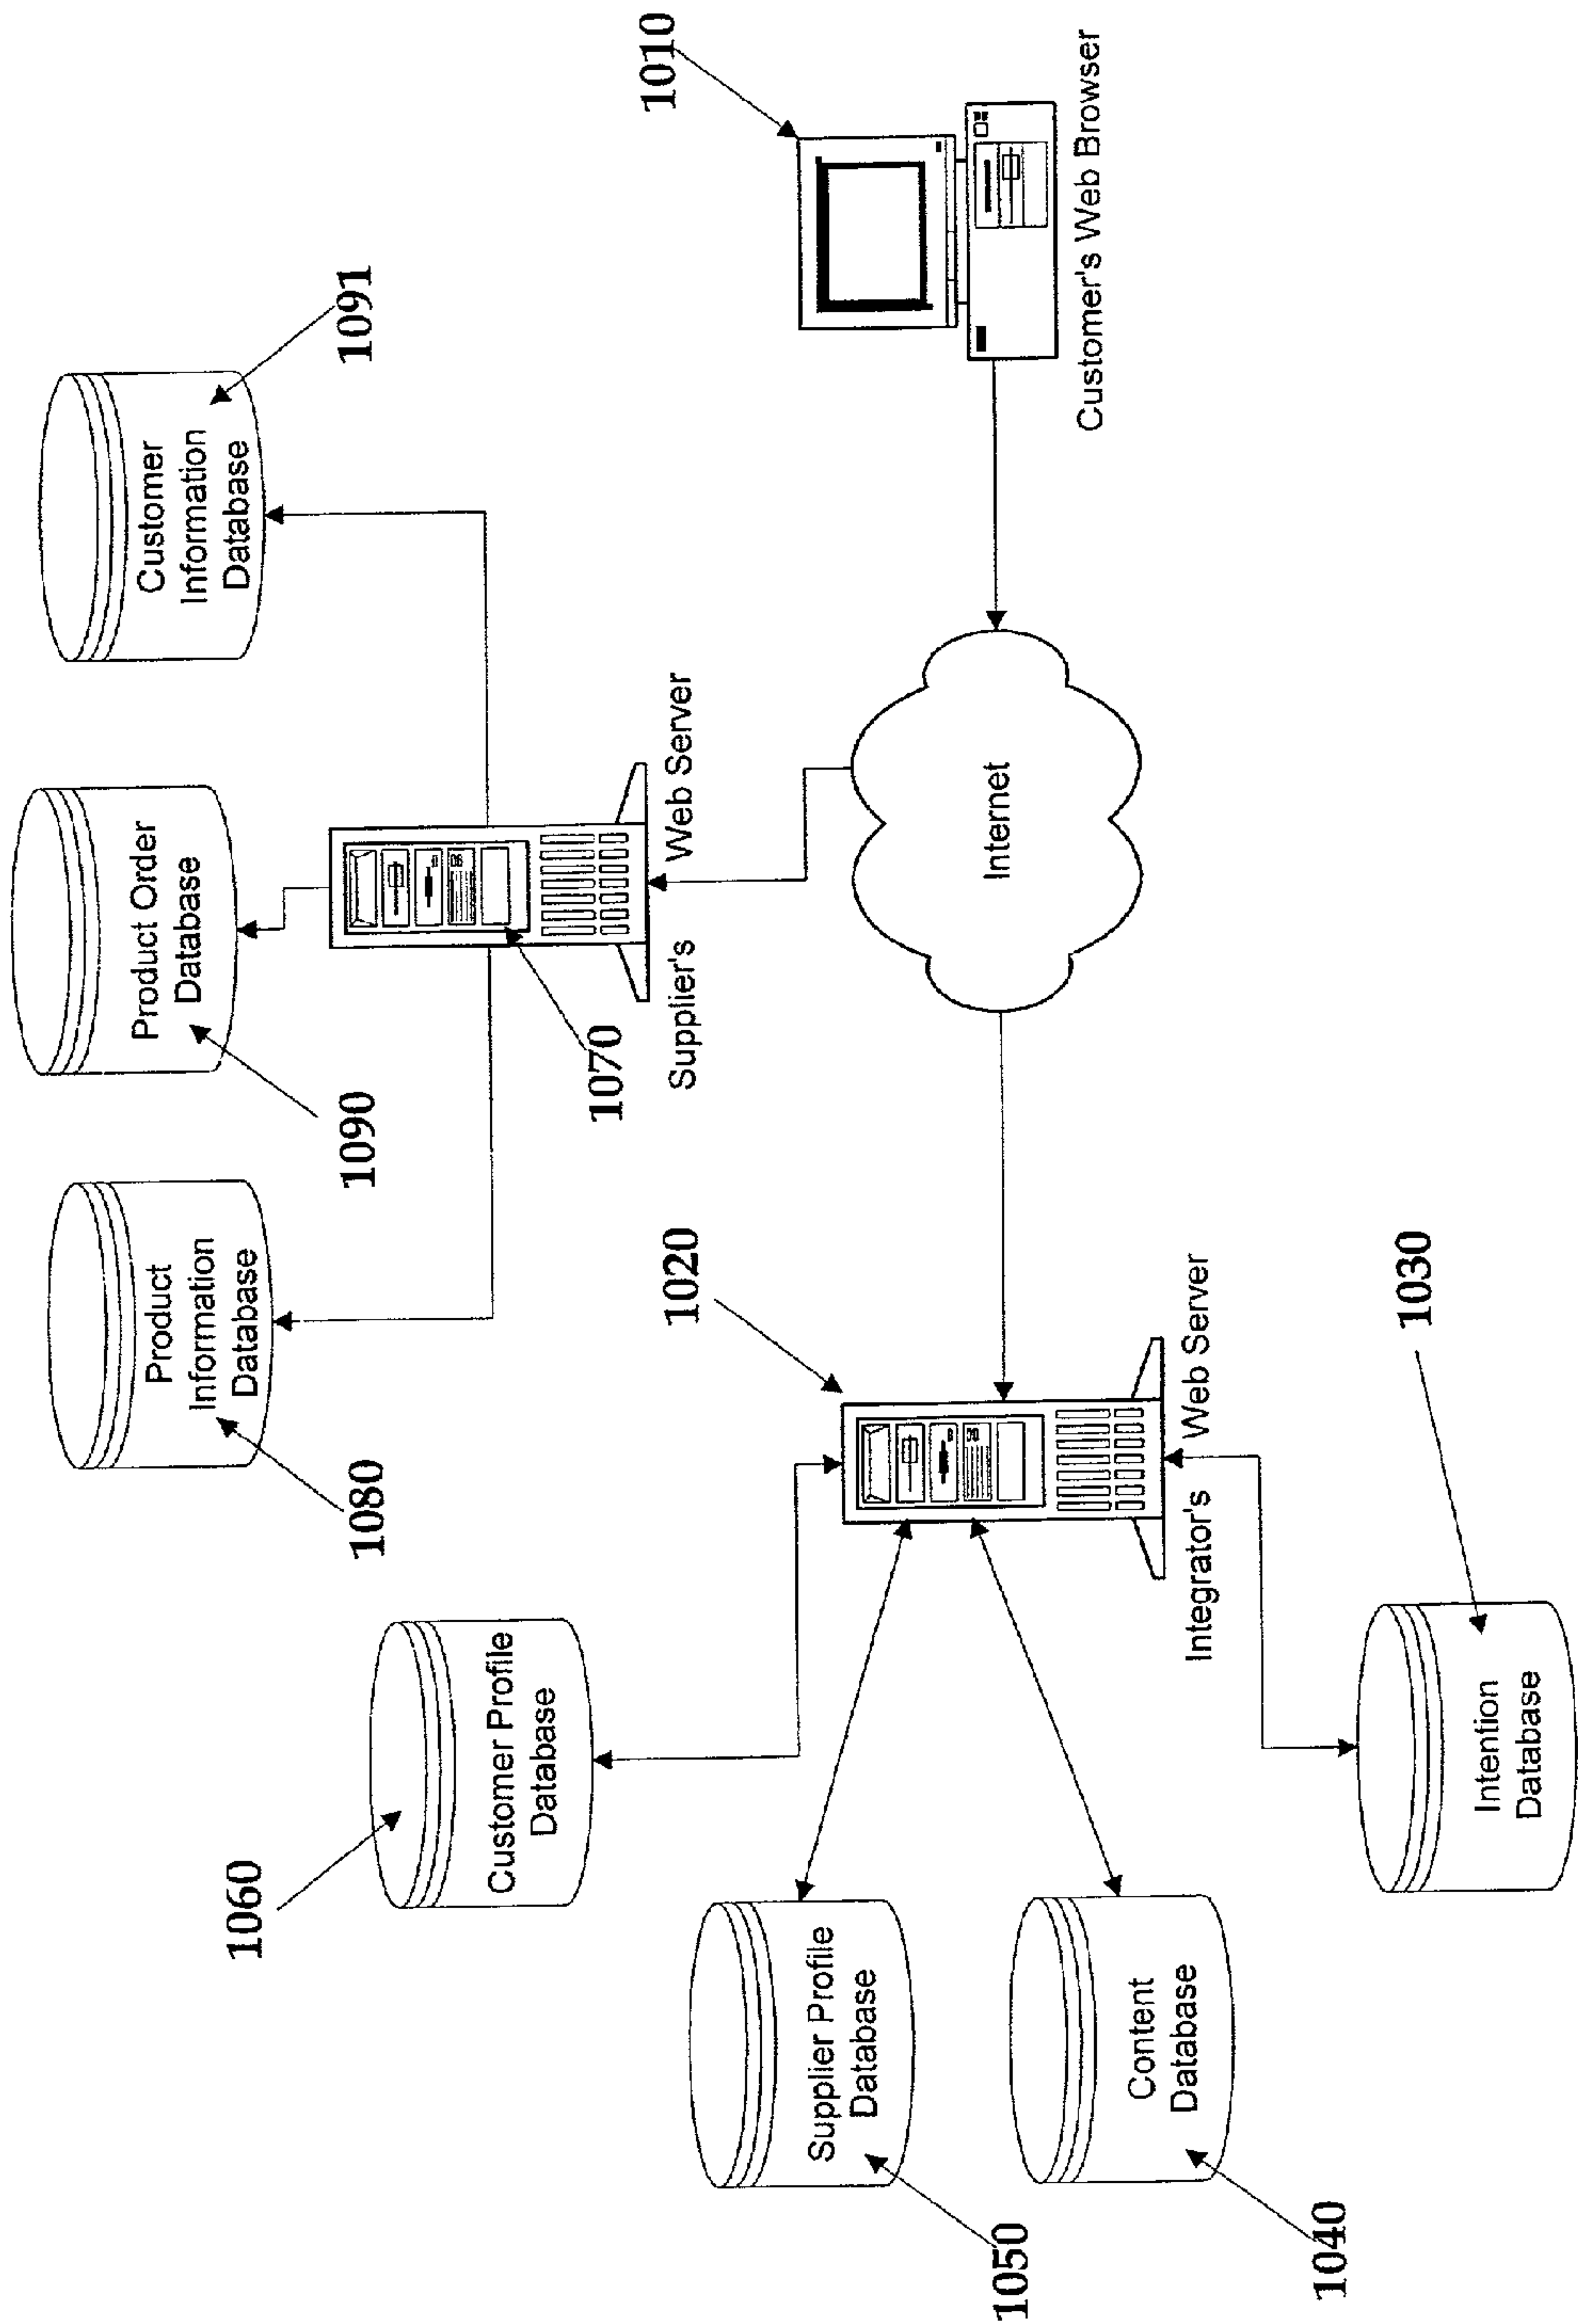 1091
Customer
Information
Database
Product Order
Database
1090
Product
Information
Database
1080
1070
Supplier's Web Server
1010
Customer's Web Browser
Internet
1020
Integrator's Web Server
1060
Customer Profile
Database
1050
Supplier Profile
Database
1040
Content
Database
1030
Intention
Database